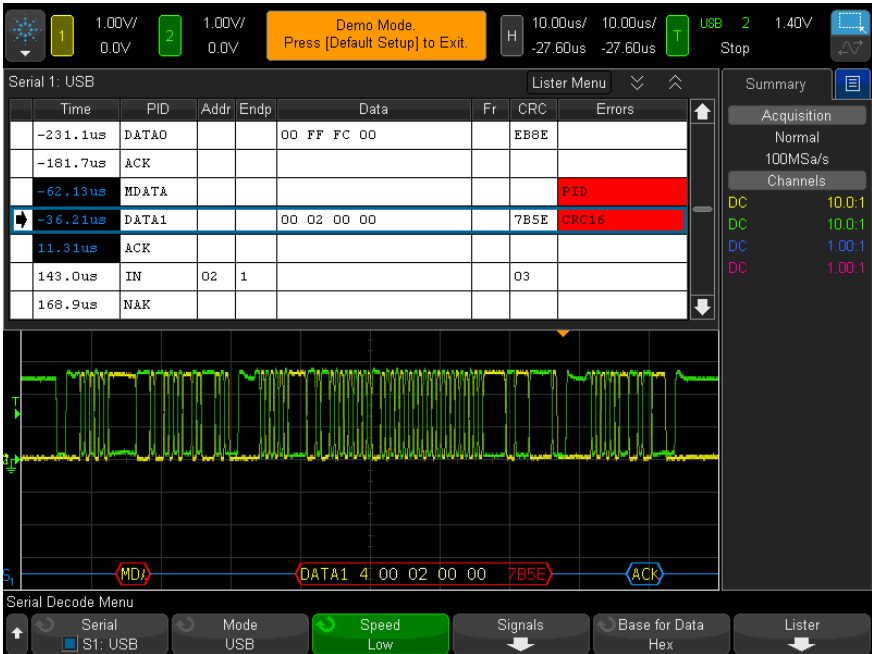 1 1.00V/ 2 1.00V/ Demo Mode. H 10.00us/ 10.00us/ T USB 2 1.40V
0.0V 0.0V Press [Default Setup] to Exit. -27.60us -27.60us Stop
Serial 1: USB Lister Menu Summary
Time PID Addr Endp Data Fr CRC Errors
-231.1us DATA0 00 FF FC 00 EB8E
-181.7us ACK
-62.13us MDATA PID
-36.21us DATA1 00 02 00 00 7B5E CRC16
11.31us ACK
143.0us IN 02 1 03
168.9us NAK
Acquisition
Normal
100MSa/s
Channels
DC 10.0:1
DC 10.0:1
DC 1.00:1
DC 1.00:1
T
S1 MDA DATA1 4 00 02 00 00 7B5E ACK
Serial Decode Menu
Serial Mode Speed Signals Base for Data Lister
S1: USB USB Low Hex